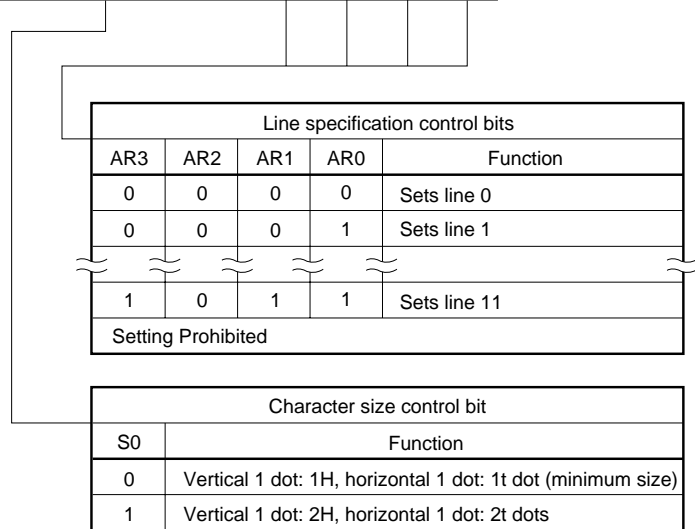 Line specification control bits
AR3 AR2 AR1 AR0 Function
0 0 0 0 Sets line 0
0 0 0 1 Sets line 1
1 0 1 1 Sets line 11
Setting Prohibited
Character size control bit
S0 Function
0 Vertical 1 dot: 1H, horizontal 1 dot: 1t dot (minimum size)
1 Vertical 1 dot: 2H, horizontal 1 dot: 2t dots